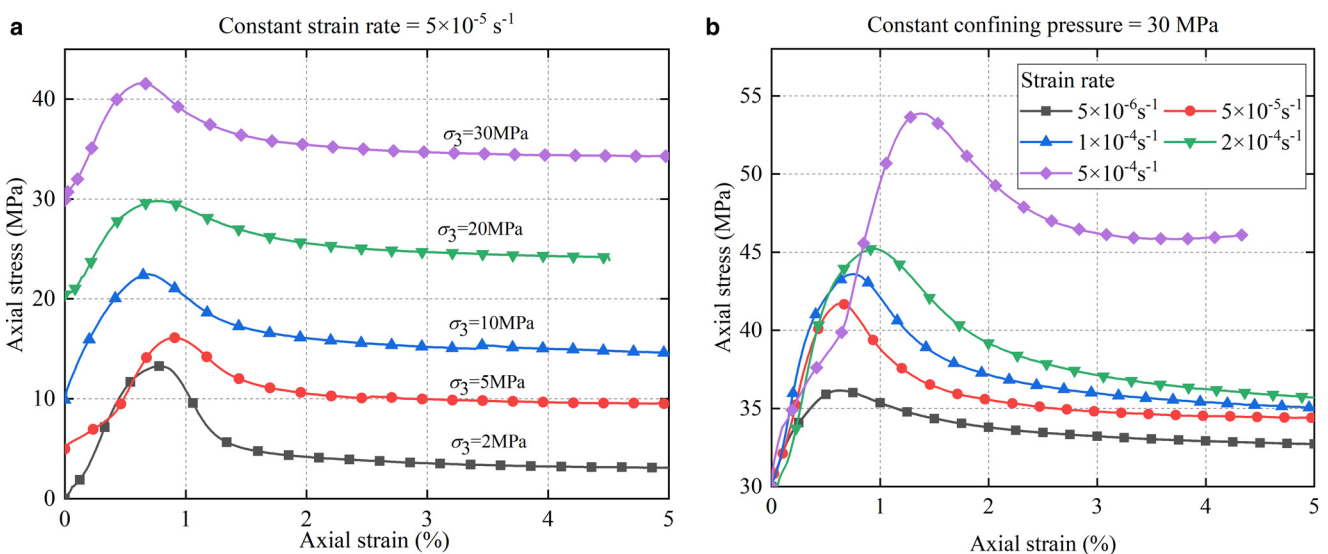 a
Constant strain rate = 5×10⁻⁵ s⁻¹
Axial stress (MPa)
40
30
20
10
0
σ₃=30MPa
σ₃=20MPa
σ₃=10MPa
σ₃=5MPa
σ₃=2MPa
0 1 2 3 4 5
Axial strain (%)
b
Constant confining pressure = 30 MPa
Axial stress (MPa)
55
50
45
40
35
30
Strain rate
5×10⁻⁶s⁻¹ 5×10⁻⁵s⁻¹
1×10⁻⁴s⁻¹ 2×10⁻⁴s⁻¹
5×10⁻⁴s⁻¹
0 1 2 3 4 5
Axial strain (%)